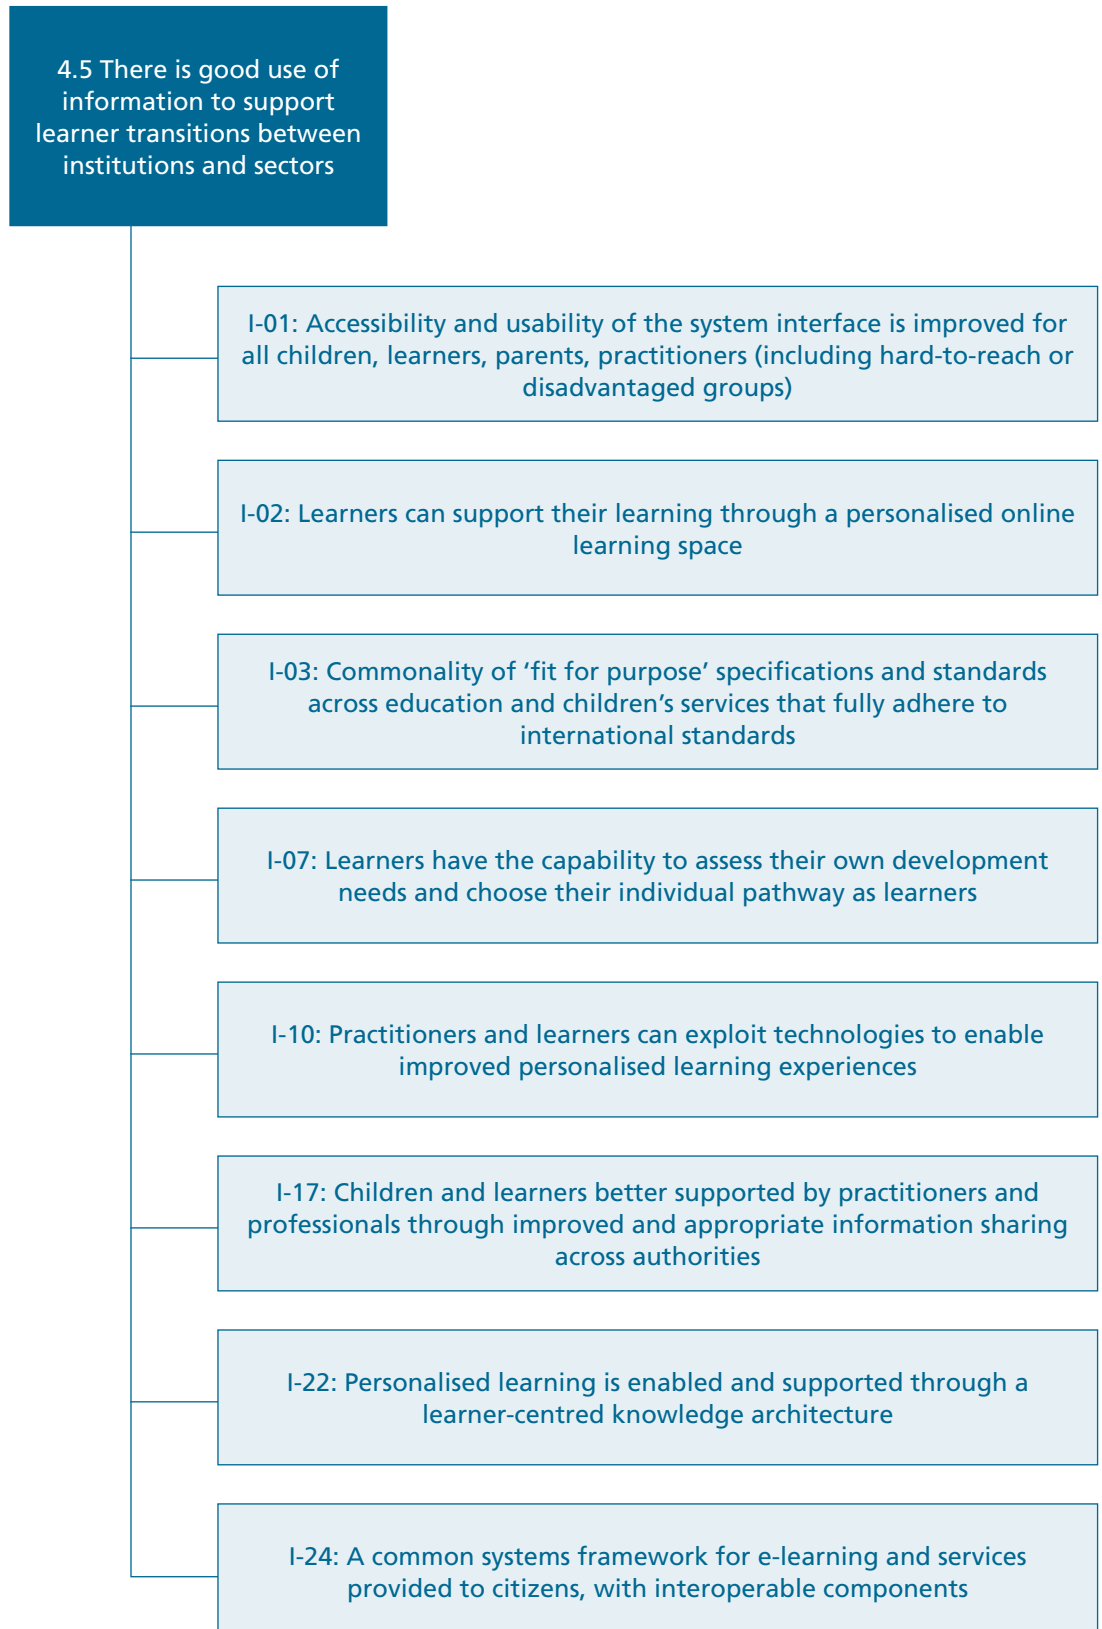 4.5 There is good use of
information to support
learner transitions between
institutions and sectors
I-01: Accessibility and usability of the system interface is improved for
all children, learners, parents, practitioners (including hard-to-reach or
disadvantaged groups)
I-02: Learners can support their learning through a personalised online
learning space
I-03: Commonality of ‘fit for purpose’ specifications and standards
across education and children’s services that fully adhere to
international standards
I-07: Learners have the capability to assess their own development
needs and choose their individual pathway as learners
I-10: Practitioners and learners can exploit technologies to enable
improved personalised learning experiences
I-17: Children and learners better supported by practitioners and
professionals through improved and appropriate information sharing
across authorities
I-22: Personalised learning is enabled and supported through a
learner-centred knowledge architecture
I-24: A common systems framework for e-learning and services
provided to citizens, with interoperable components